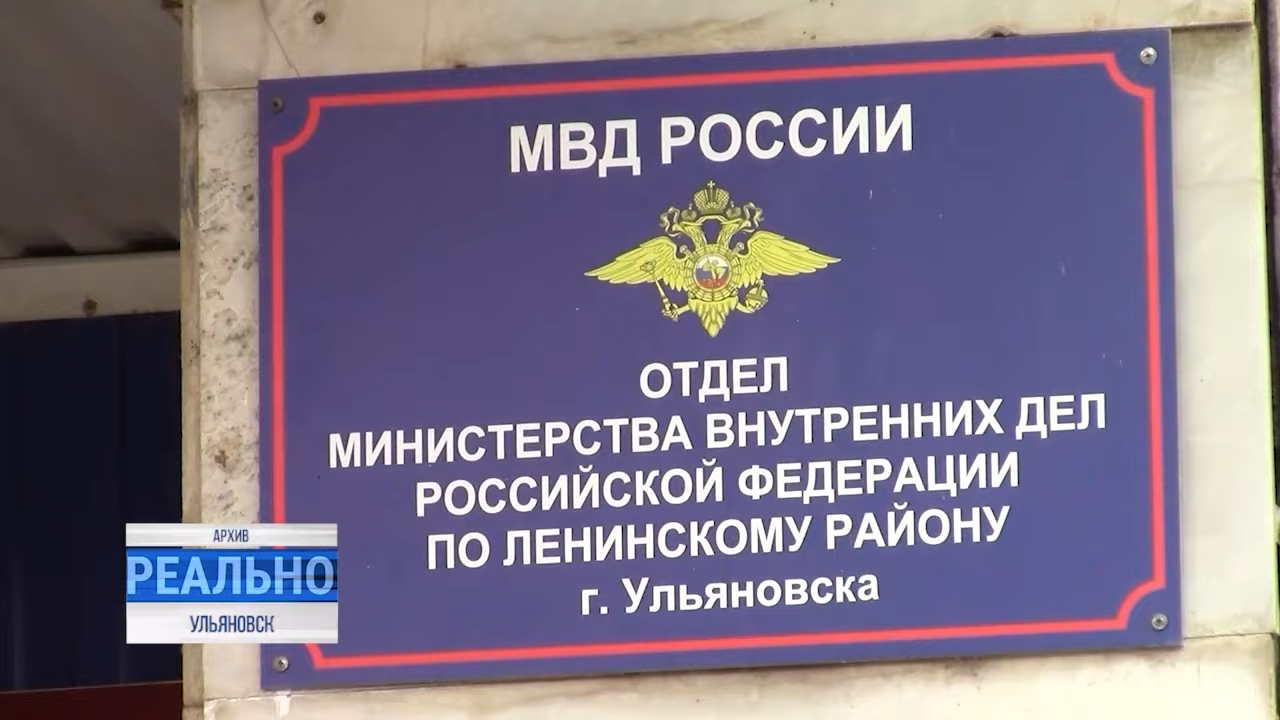 МВД РОССИИ
ОТДЕЛ
МИНИСТЕРСТВА ВНУТРЕННИХ ДЕЛ
РОССИЙСКОЙ ФЕДЕРАЦИИ
ПО ЛЕНИНСКОМУ РАЙОНУ
г. Ульяновска
АРХИВ
РЕАЛЬНО
УЛЬЯНОВСК